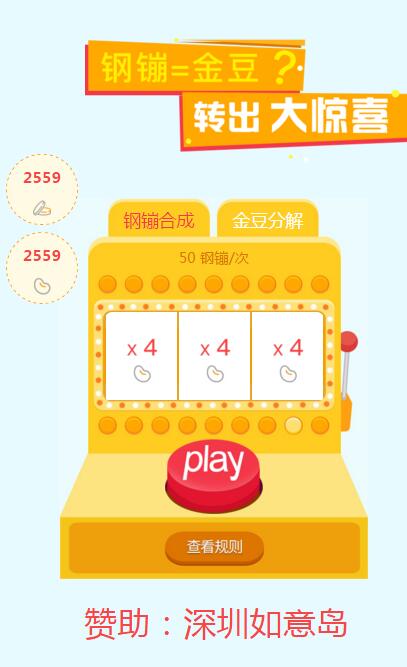 钢镚=金豆?
转出大惊喜
2559
2559
钢镚合成 金豆分解
50 钢镚/次
x 4 x 4 x 4
play
查看规则
赞助：深圳如意岛